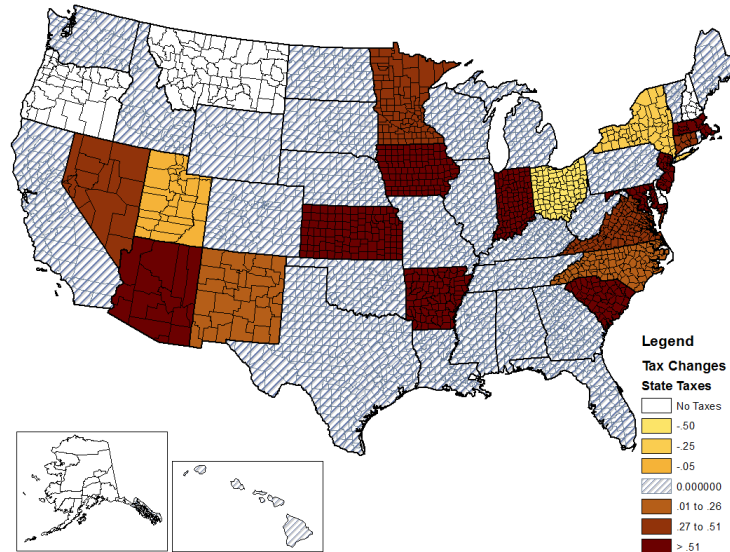 Legend
Tax Changes
State Taxes
No Taxes
-.50
-.25
-.05
0.000000
.01 to .26
.27 to .51
> .51